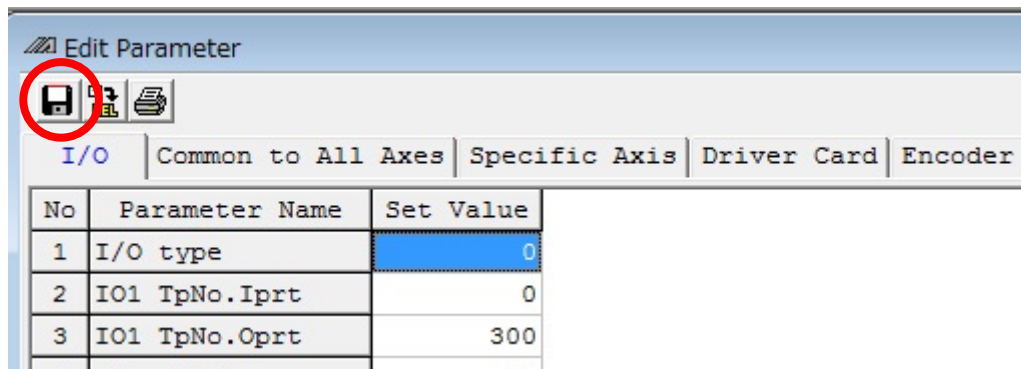 Edit Parameter
I/O Common to All Axes Specific Axis Driver Card Encoder
No Parameter Name Set Value
1 I/O type 0
2 IO1 TpNo.Iprt 0
3 IO1 TpNo.Oprt 300